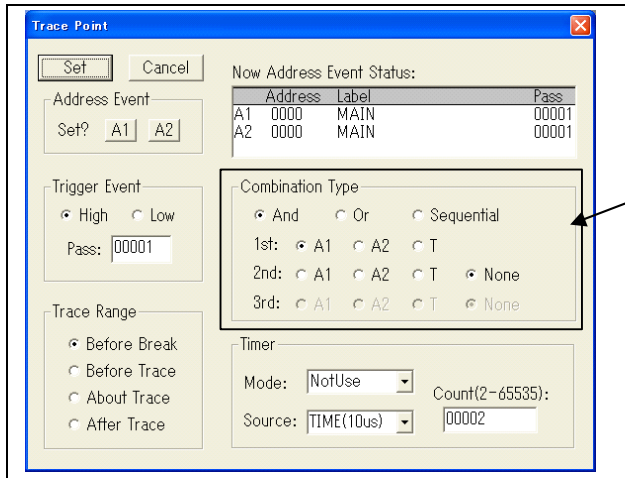 Trace Point
Set Cancel
Address Event
Set? A1 A2
Now Address Event Status:
Address Label Pass
A1 0000 MAIN 00001
A2 0000 MAIN 00001
Trigger Event
High Low
Pass: 00001
Combination Type
And Or Sequential
1st: A1 A2 T
2nd: A1 A2 T None
3rd: A1 A2 T None
Trace Range
Before Break
Before Trace
About Trace
After Trace
Timer
Mode: NotUse
Count(2-65535):
Source: TIME(10us) 00002